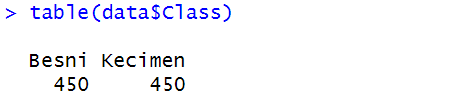 > table(data$Class)
Besni Kecimen
450 450